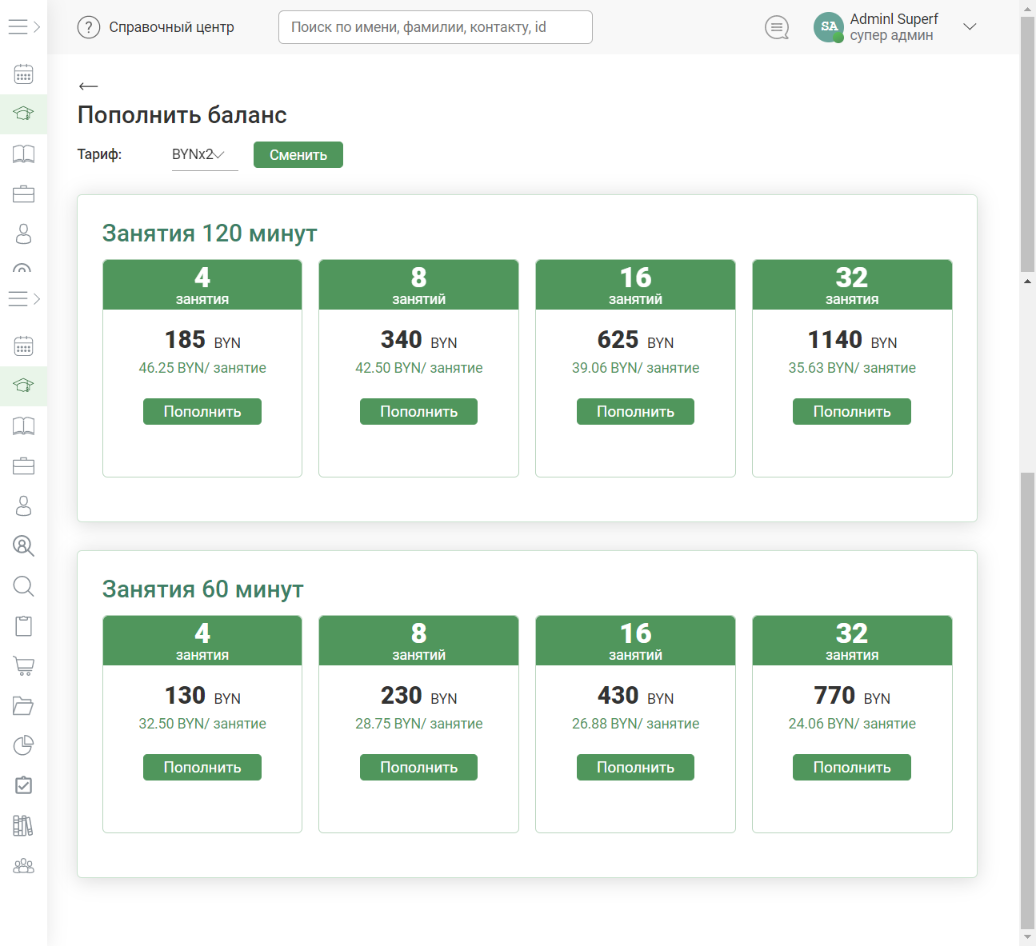 ? Справочный центр
Поиск по имени, фамилии, контакту, id
SA
Adminl Superf
супер админ
Пополнить баланс
Тариф: BYNx2 Сменить
Занятия 120 минут
4 8 16 32
занятия занятий занятий занятия
185 BYN 340 BYN 625 BYN 1140 BYN
46.25 BYN/ занятие 42.50 BYN/ занятие 39.06 BYN/ занятие 35.63 BYN/ занятие
Пополнить Пополнить Пополнить Пополнить
Занятия 60 минут
4 8 16 32
занятия занятий занятий занятия
130 BYN 230 BYN 430 BYN 770 BYN
32.50 BYN/ занятие 28.75 BYN/ занятие 26.88 BYN/ занятие 24.06 BYN/ занятие
Пополнить Пополнить Пополнить Пополнить